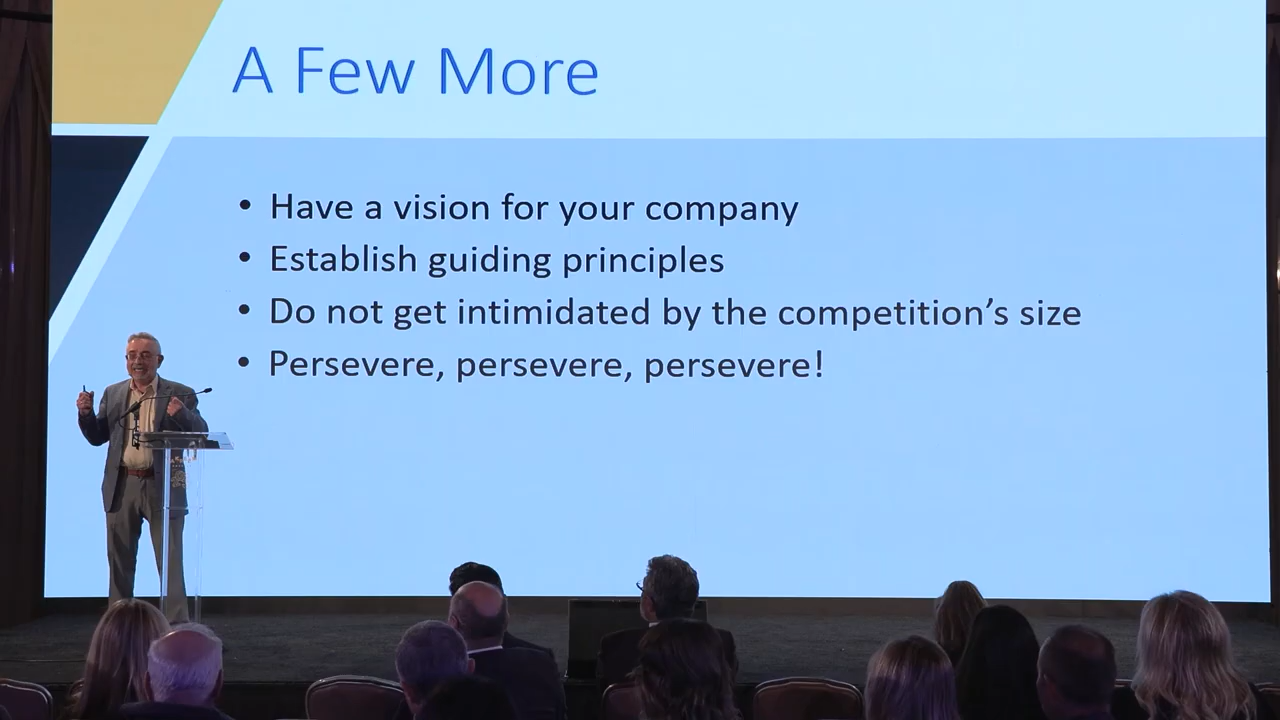 A Few More
• Have a vision for your company
• Establish guiding principles
• Do not get intimidated by the competition's size
• Persevere, persevere, persevere!